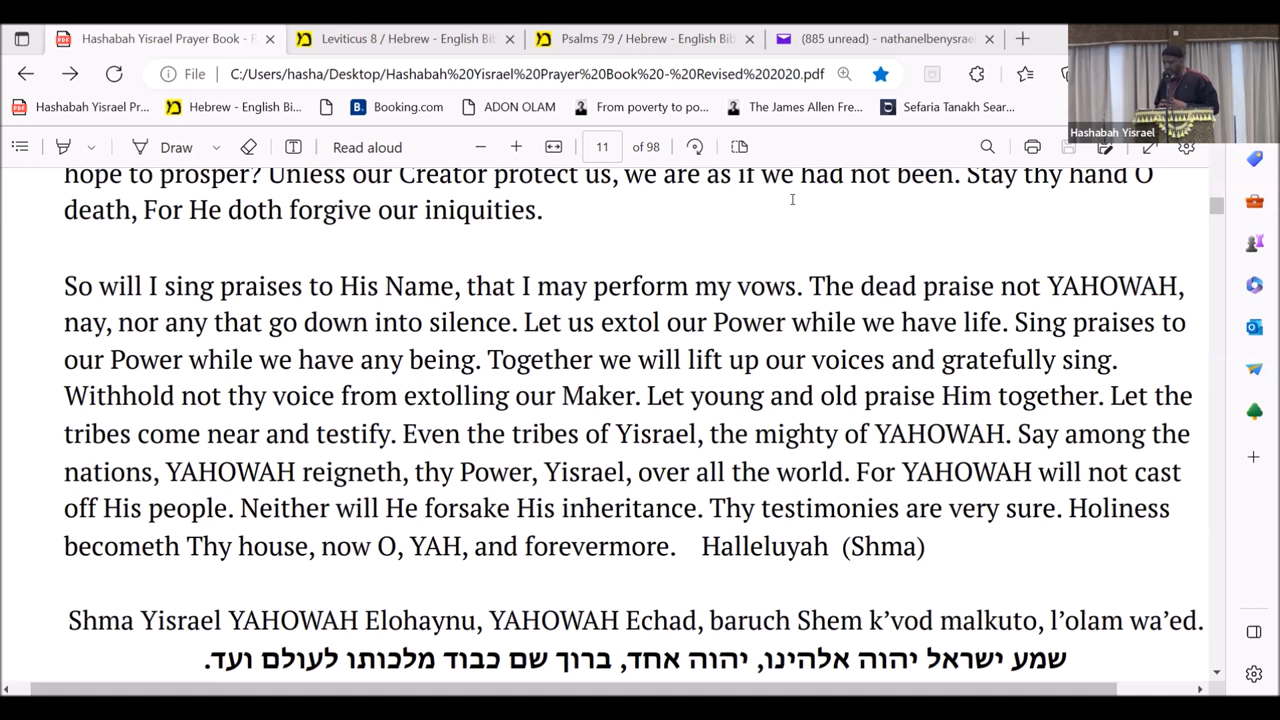 Hashabah Yisrael Prayer Book - R
Leviticus 8 / Hebrew - English Bi
Psalms 79 / Hebrew - English Bib
(885 unread) - nathanelbenysrae
File
C:/Users/hasha/Desktop/Hashabah%20Yisrael%20Prayer%20Book%20-%20Revised%202020.pdf
Hashabah Yisrael Pr...
Hebrew - English Bi...
Booking.com
ADON OLAM
From poverty to po...
The James Allen Fre...
Sefaria Tanakh Sear...
Hashabah Yisrael
Draw
Read aloud
11 of 98
hope to prosper? Unless our Creator protect us, we are as if we had not been. Stay thy hand O
death, For He doth forgive our iniquities.
So will I sing praises to His Name, that I may perform my vows. The dead praise not YAHOWAH,
nay, nor any that go down into silence. Let us extol our Power while we have life. Sing praises to
our Power while we have any being. Together we will lift up our voices and gratefully sing.
Withhold not thy voice from extolling our Maker. Let young and old praise Him together. Let the
tribes come near and testify. Even the tribes of Yisrael, the mighty of YAHOWAH. Say among the
nations, YAHOWAH reigneth, thy Power, Yisrael, over all the world. For YAHOWAH will not cast
off His people. Neither will He forsake His inheritance. Thy testimonies are very sure. Holiness
becometh Thy house, now O, YAH, and forevermore. Halleluyah (Shma)
Shma Yisrael YAHOWAH Elohaynu, YAHOWAH Echad, baruch Shem k’vod malkuto, l’olam wa’ed.
שמע ישראל יהוה אלהינו, יהוה אחד, ברוך שם כבוד מלכותו לעולם ועד.